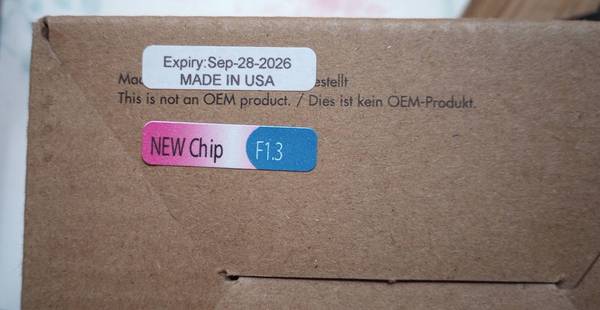 Expiry:Sep-28-2026
MADE IN USA
This is not an OEM product. / Dies ist kein OEM-Produkt.
NEW Chip F1.3